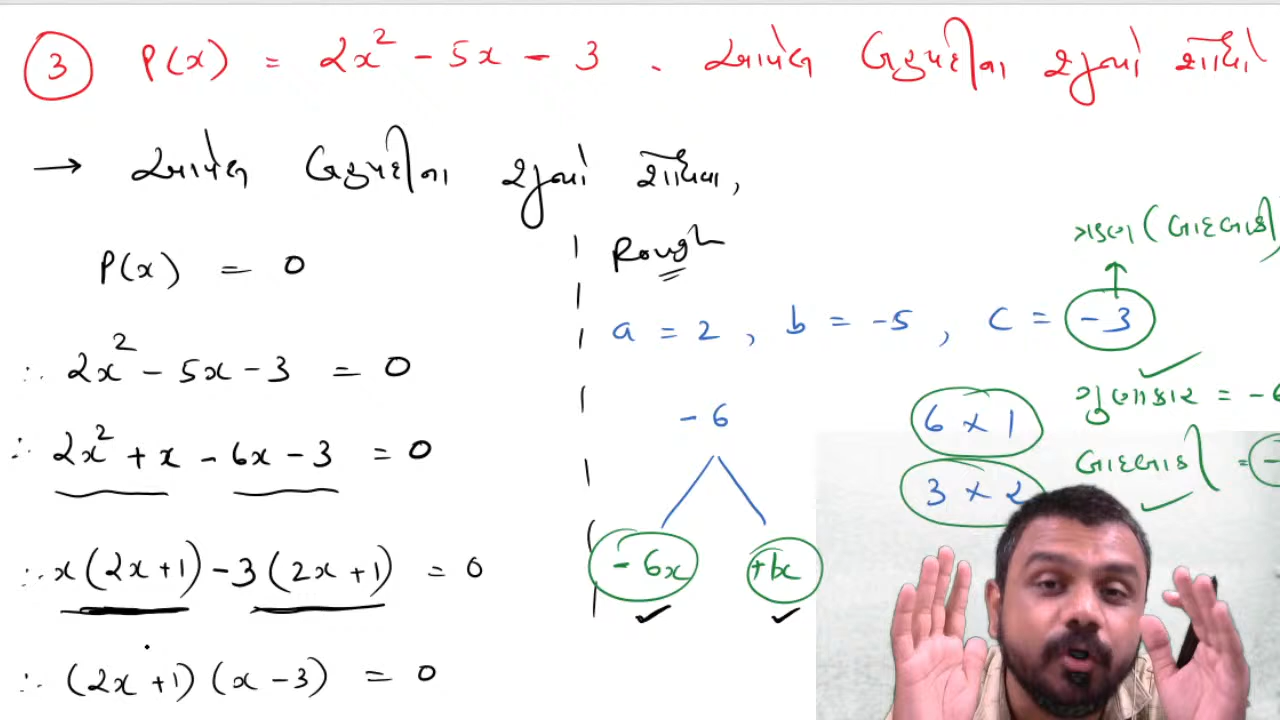 ③ P(x) = 2x² - 5x - 3 . આપેલ બહુપદીના શૂન્યો શોધો
→ આપેલ બહુપદીના શૂન્યો શોધવા,
P(x) = 0
∴ 2x² - 5x - 3 = 0
∴ 2x² + x - 6x - 3 = 0
∴ x(2x + 1) - 3(2x + 1) = 0
∴ (2x + 1)(x - 3) = 0
Rough
(બાદબાકી)
a = 2, b = -5, c = -3
- 6
- 6x +1x
6 × 1
3 × 2
ગુણાકાર = -6
બાદબાકી = -